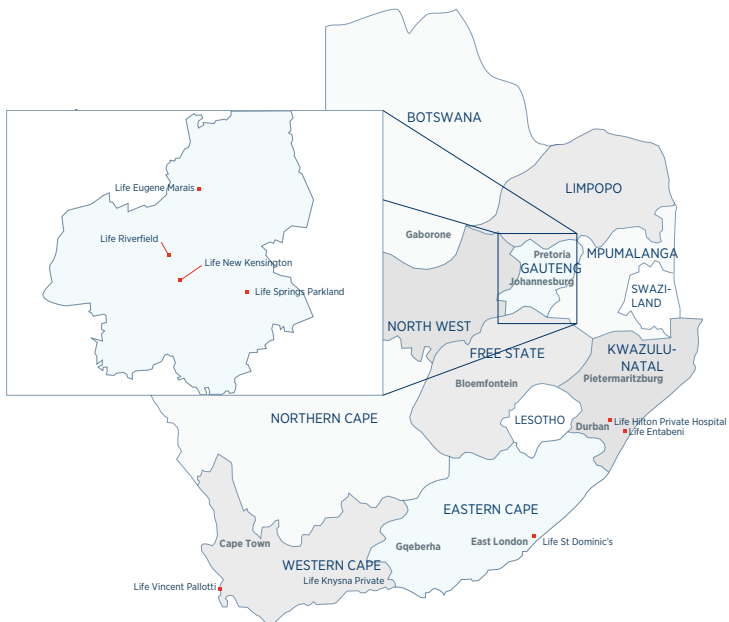 BOTSWANA
Life Eugene Marais
LIMPOPO
Gaborone
Life Riverfield
Pretoria
MPUMALANGA
Life New Kensington
GAUTENG
Johannesburg
Life Springs Parkland
SWAZI-
LAND
NORTH WEST
FREE STATE
KWAZULU-
NATAL
Pietermaritzburg
Bloemfontein
NORTHERN CAPE
LESOTHO
Life Hilton Private Hospital
Durban
Life Entabeni
EASTERN CAPE
Cape Town
Gqeberha
East London
Life St Dominic's
WESTERN CAPE
Life Knysna Private
Life Vincent Pallotti